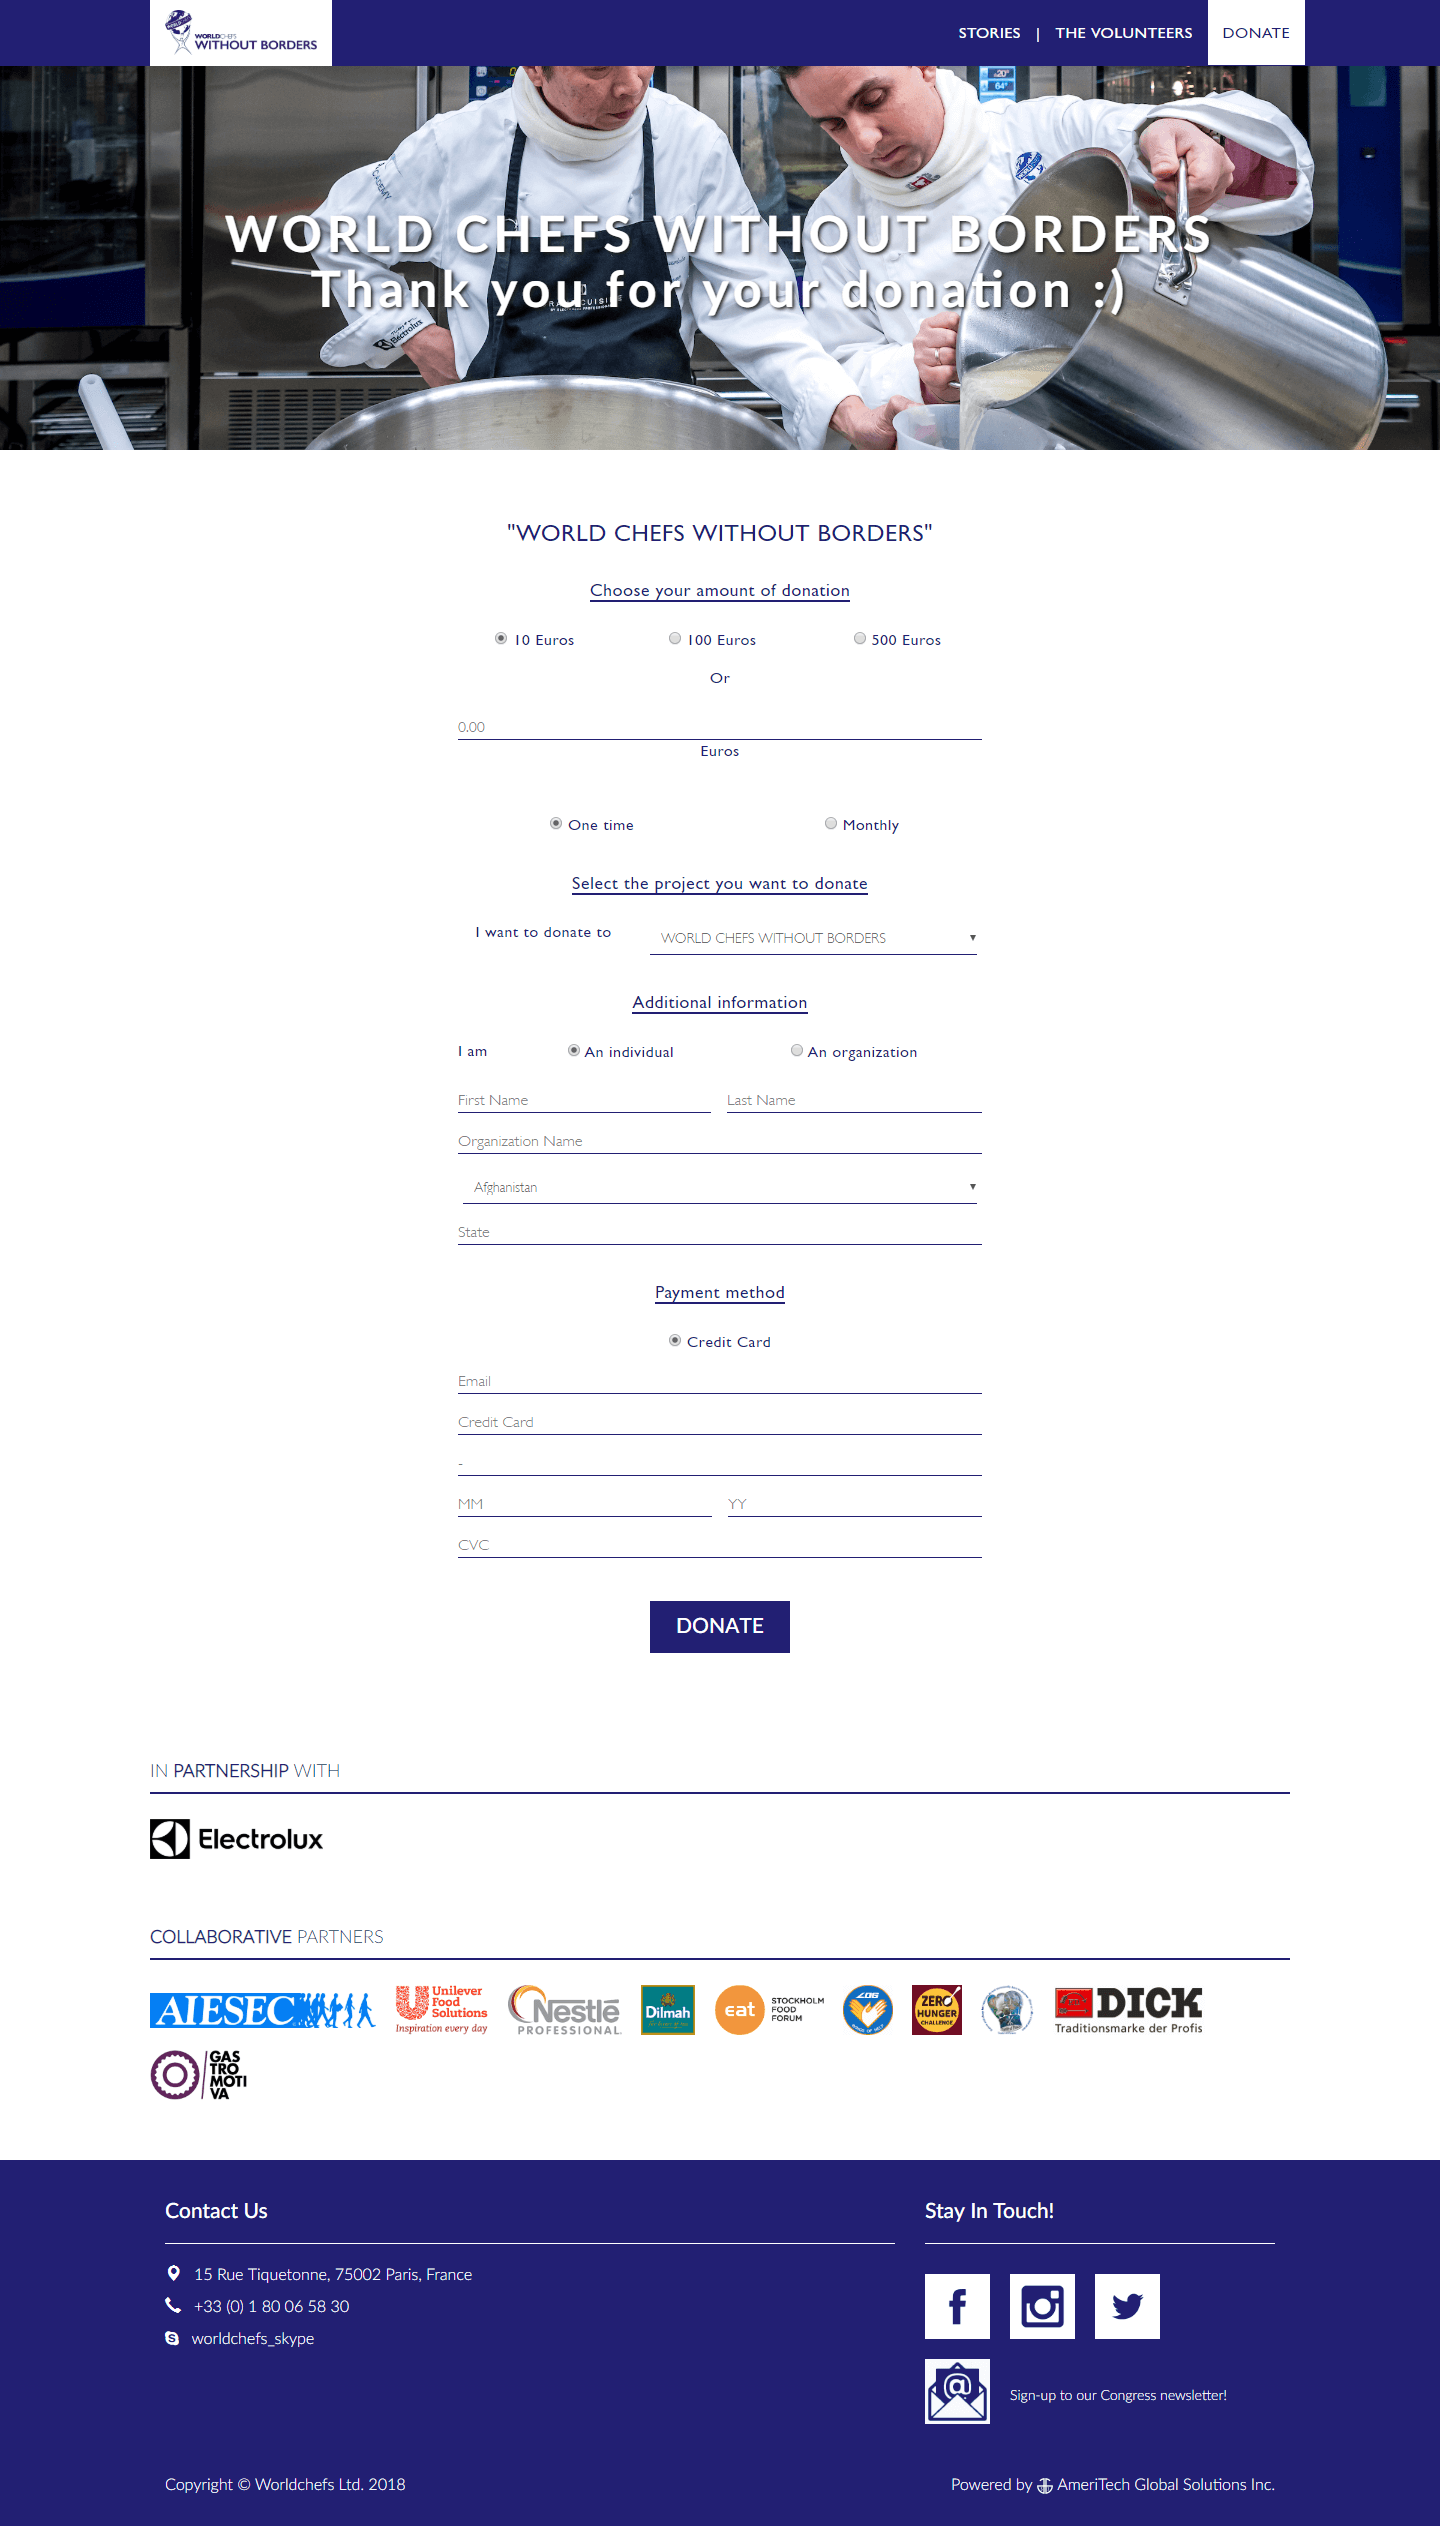 WORLDCHEFS
WITHOUT BORDERS
STORIES | THE VOLUNTEERS DONATE
WORLD CHEFS WITHOUT BORDERS
Thank you for your donation :)
Electrolux
"WORLD CHEFS WITHOUT BORDERS"
Choose your amount of donation
10 Euros 100 Euros 500 Euros
Or
0.00
Euros
One time Monthly
Select the project you want to donate
I want to donate to WORLD CHEFS WITHOUT BORDERS
Additional information
I am An individual An organization
First Name Last Name
Organization Name
Afghanistan
State
Payment method
Credit Card
Email
Credit Card
-
MM YY
CVC
DONATE
IN PARTNERSHIP WITH
Electrolux
COLLABORATIVE PARTNERS
AIESEC
Unilever
Food
Solutions
Inspiration every day
Nestlé
PROFESSIONAL
Dilmah
eat
STOCKHOLM
FOOD
FORUM
ZERO
HUNGER
CHALLENGE
DICK
Traditionsmarke der Profis
GAS
TRO
MOTI
VA
Contact Us
15 Rue Tiquetonne, 75002 Paris, France
+33 (0) 1 80 06 58 30
worldchefs_skype
Stay In Touch!
Sign-up to our Congress newsletter!
Copyright © Worldchefs Ltd. 2018
Powered by AmeriTech Global Solutions Inc.